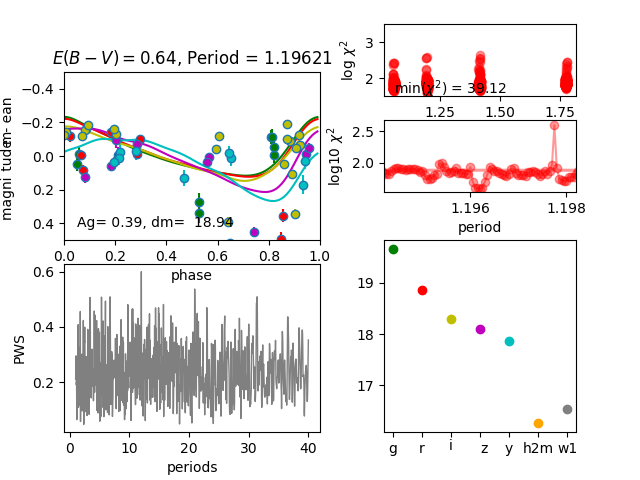 E(B − V) = 0.64, Period = 1.19621
magni tude
m- ean
−0.4
−0.2
0.0
0.2
0.4
Ag= 0.39, dm= 18.94
0.0 0.2 0.4 0.6 0.8 1.0
phase
log χ²
3
2
min(χ²) = 39.12
1.25 1.50 1.75
log10 χ²
2.5
2.0
1.196 1.198
period
PWS
0.6
0.4
0.2
0 10 20 30 40
periods
19
18
17
g r i z y h2m w1